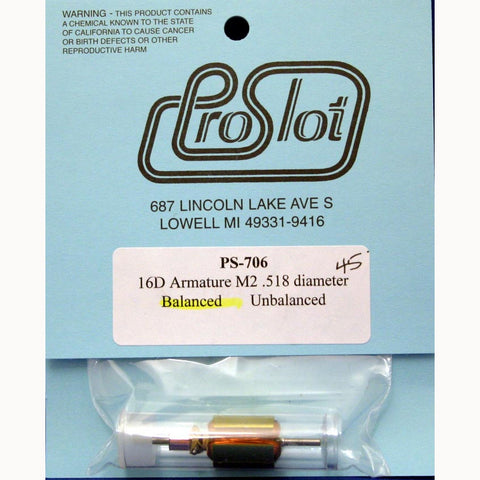 WARNING - THIS PRODUCT CONTAINS
A CHEMICAL KNOWN TO THE STATE
OF CALIFORNIA TO CAUSE CANCER
OR BIRTH DEFECTS OR OTHER
REPRODUCTIVE HARM
ProSlot
687 LINCOLN LAKE AVE S
LOWELL MI 49331-9416
PS-706
45
16D Armature M2 .518 diameter
Balanced Unbalanced